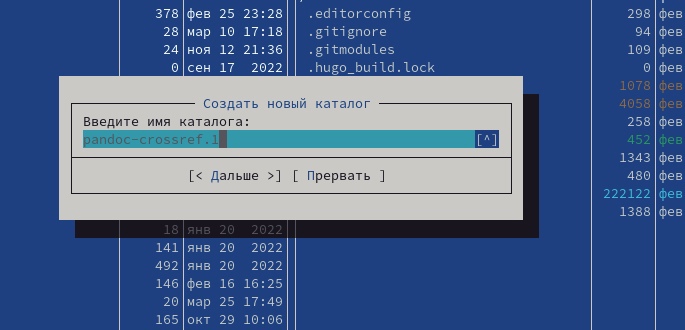 378 фев 25 23:28 .editorconfig 298 фев
28 мар 10 17:18 .gitignore 94 фев
24 ноя 12 21:36 .gitmodules 109 фев
0 сен 17 2022 .hugo_build.lock 0 фев
1078 фев
Создать новый каталог 4058 фев
Введите имя каталога: 258 фев
pandoc-crossref.1 [^] 452 фев
1343 фев
[< Дальше >] [ Прервать ] 480 фев
222122 фев
1388 фев
18 янв 20 2022
141 янв 20 2022
492 янв 20 2022
146 фев 16 16:25
20 мар 25 17:49
165 окт 29 10:06